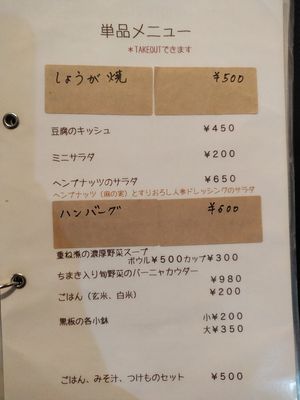 単品メニュー
*TAKEOUTできます
しょうが焼 ¥500
豆腐のキッシュ ¥450
ミニサラダ ¥200
ヘンプナッツのサラダ ¥650
ヘンプナッツ（麻の実）とすりおろし人参ドレッシングのサラダ
ハンバーグ ¥600
重ね煮の濃厚野菜スープ
ボウル¥500カップ¥300
ちまき入り旬野菜のバーニャカウダー
¥980
ごはん（玄米、白米） ¥200
黒板の各小鉢 小¥200
大¥350
ごはん、みそ汁、つけものセット ¥500